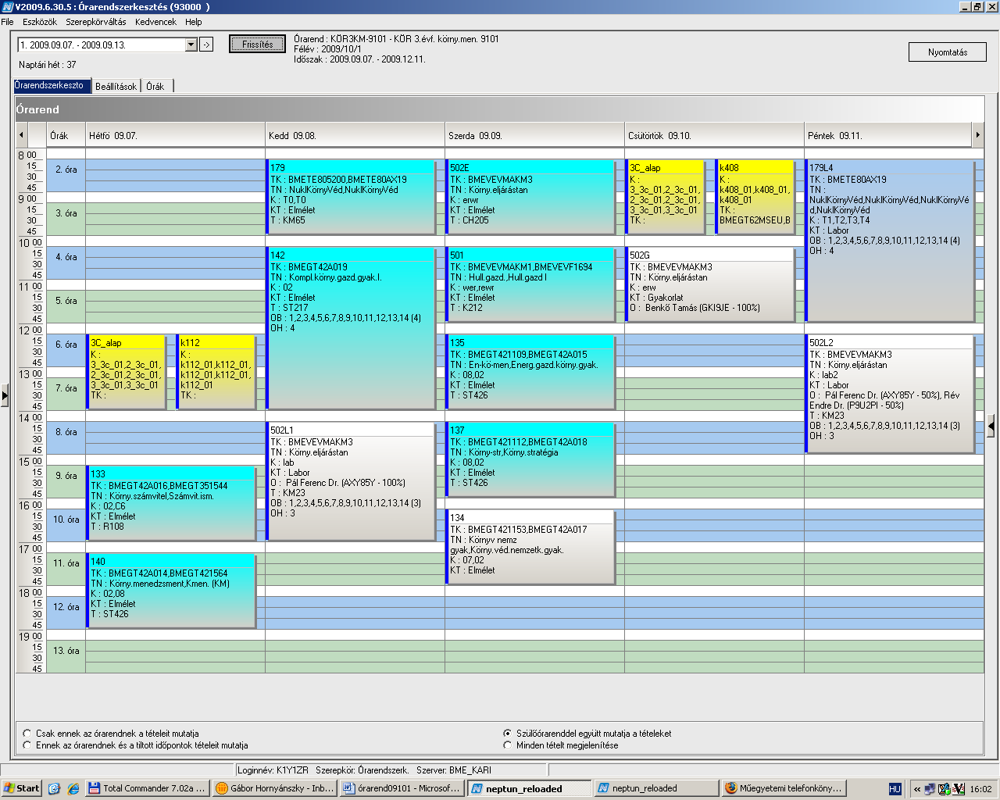 V2009.6.30.5 : Órarendszerkesztés (93000 )
File Eszközök Szerepkörváltás Kedvencek Help
1. 2009.09.07. - 2009.09.13.
->
Frissítés
Órarend : KÖR3KM-9101 - KÖR 3.évf. körny.men. 9101
Félév : 2009/10/1
Időszak : 2009.09.07. - 2009.12.11.
Nyomtatás
Naptári hét : 37
Órarendszerkeszto Beállítások Órák
Órarend
Órák Hétfő 09.07. Kedd 09.08. Szerda 09.09. Csütörtök 09.10. Péntek 09.11.
8 00
15
30
45
9 00
15
30
45
10 00
15
30
45
11 00
15
30
45
12 00
15
30
45
13 00
15
30
45
14 00
15
30
45
15 00
15
30
45
16 00
15
30
45
17 00
15
30
45
18 00
15
30
45
19 00
15
30
45
2. óra
3. óra
4. óra
5. óra
6. óra
7. óra
8. óra
9. óra
10. óra
11. óra
12. óra
13. óra
3C_alap
K :
3_3c_01,2_3c_01,
2_3c_01,2_3c_01,
3_3c_01,3_3c_01
TK :
k112
K :
k112_01,k112_01,
k112_01,k112_01,
k112_01
TK :
133
TK : BMEGT42A016,BMEGT351544
TN : Körny.számvitel,Számvit.ism.
K : 02,C6
KT : Elmélet
T : R108
140
TK : BMEGT42A014,BMEGT421564
TN : Körny.menedzsment,Kmen. (KM)
K : 02,08
KT : Elmélet
T : ST426
179
TK : BMETE805200,BMETE80AX19
TN : NuklKörnyVéd,NuklKörnyVéd
K : T0,T0
KT : Elmélet
T : KM65
142
TK : BMEGT42A019
TN : Kompl.körny.gazd.gyak.I.
K : 02
KT : Elmélet
T : ST217
OB : 1,2,3,4,5,6,7,8,9,10,11,12,13,14 (4)
OH : 4
502L1
TK : BMEVEVMAKM3
TN : Körny.eljárástan
K : lab
KT : Labor
O : Pál Ferenc Dr. (AXY85Y - 100%)
T : KM23
OB : 1,2,3,4,5,6,7,8,9,10,11,12,13,14 (3)
OH : 3
502E
TK : BMEVEVMAKM3
TN : Körny.eljárástan
K : erwr
KT : Elmélet
T : CH205
501
TK : BMEVEVMAKM1,BMEVEVF1694
TN : Hull.gazd.,Hull.gazd I
K : wer,rewr
KT : Elmélet
T : K212
135
TK : BMEGT421109,BMEGT42A015
TN : En-kö-men,Energ.gazd.körny.gyak.
K : 08,02
KT : Elmélet
T : ST426
137
TK : BMEGT421112,BMEGT42A018
TN : Körny-str,Körny.stratégia
K : 08,02
KT : Elmélet
T : ST426
134
TK : BMEGT421153,BMEGT42A017
TN : Környv nemz
gyak,Körny.véd.nemzetk.gyak.
K : 07,02
KT : Elmélet
3C_alap
K :
3_3c_01,2_3c_01,
2_3c_01,2_3c_01,
3_3c_01,3_3c_01
TK :
k408
K :
k408_01,k408_01,
k408_01
TK :
BMEGT62MSEU,B
502G
TK : BMEVEVMAKM3
TN : Körny.eljárástan
K : erw
KT : Gyakorlat
O : Benkő Tamás (GKI9JE - 100%)
179L4
TK : BMETE80AX19
TN :
NuklKörnyVéd,NuklKörnyVéd,NuklKörnyVé
d,NuklKörnyVéd
K : T1,T2,T3,T4
KT : Labor
OB : 1,2,3,4,5,6,7,8,9,10,11,12,13,14 (4)
OH : 4
502L2
TK : BMEVEVMAKM3
TN : Körny.eljárástan
K : lab2
KT : Labor
O : Pál Ferenc Dr. (AXY85Y - 50%), Rév
Endre Dr. (P9U2PI - 50%)
T : KM23
OB : 1,2,3,4,5,6,7,8,9,10,11,12,13,14 (3)
OH : 3
Csak ennek az órarendnek a tételeit mutatja
Ennek az órarendnek és a tiltott időpontok tételeit mutatja
Szülőórarenddel együtt mutatja a tételeket
Minden tételt megjelenítése
Loginnév: K1Y1ZR Szerepkör: Órarendszerk. Szerver: BME_KARI
Start Total Commander 7.02a ... Gábor Hornyánszky - Inb... órarend09101 - Microsof... neptun_reloaded neptun_reloaded Műegyetemi telefonköny... HU « 16:02